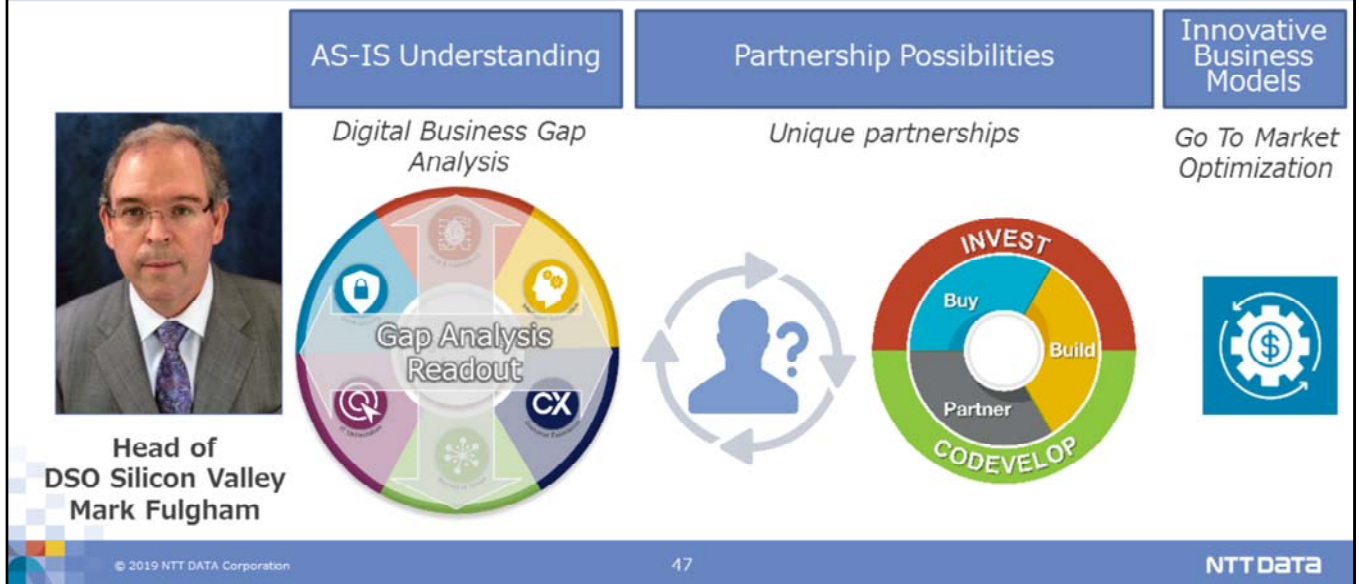 AS-IS Understanding
Partnership Possibilities
Innovative
Business
Models
Digital Business Gap
Analysis
Unique partnerships
Go To Market
Optimization
Gap Analysis
Readout
CX
INVEST
Buy
Build
Partner
CODEVELOP
Head of
DSO Silicon Valley
Mark Fulgham
© 2019 NTT DATA Corporation
47
NTT DATA